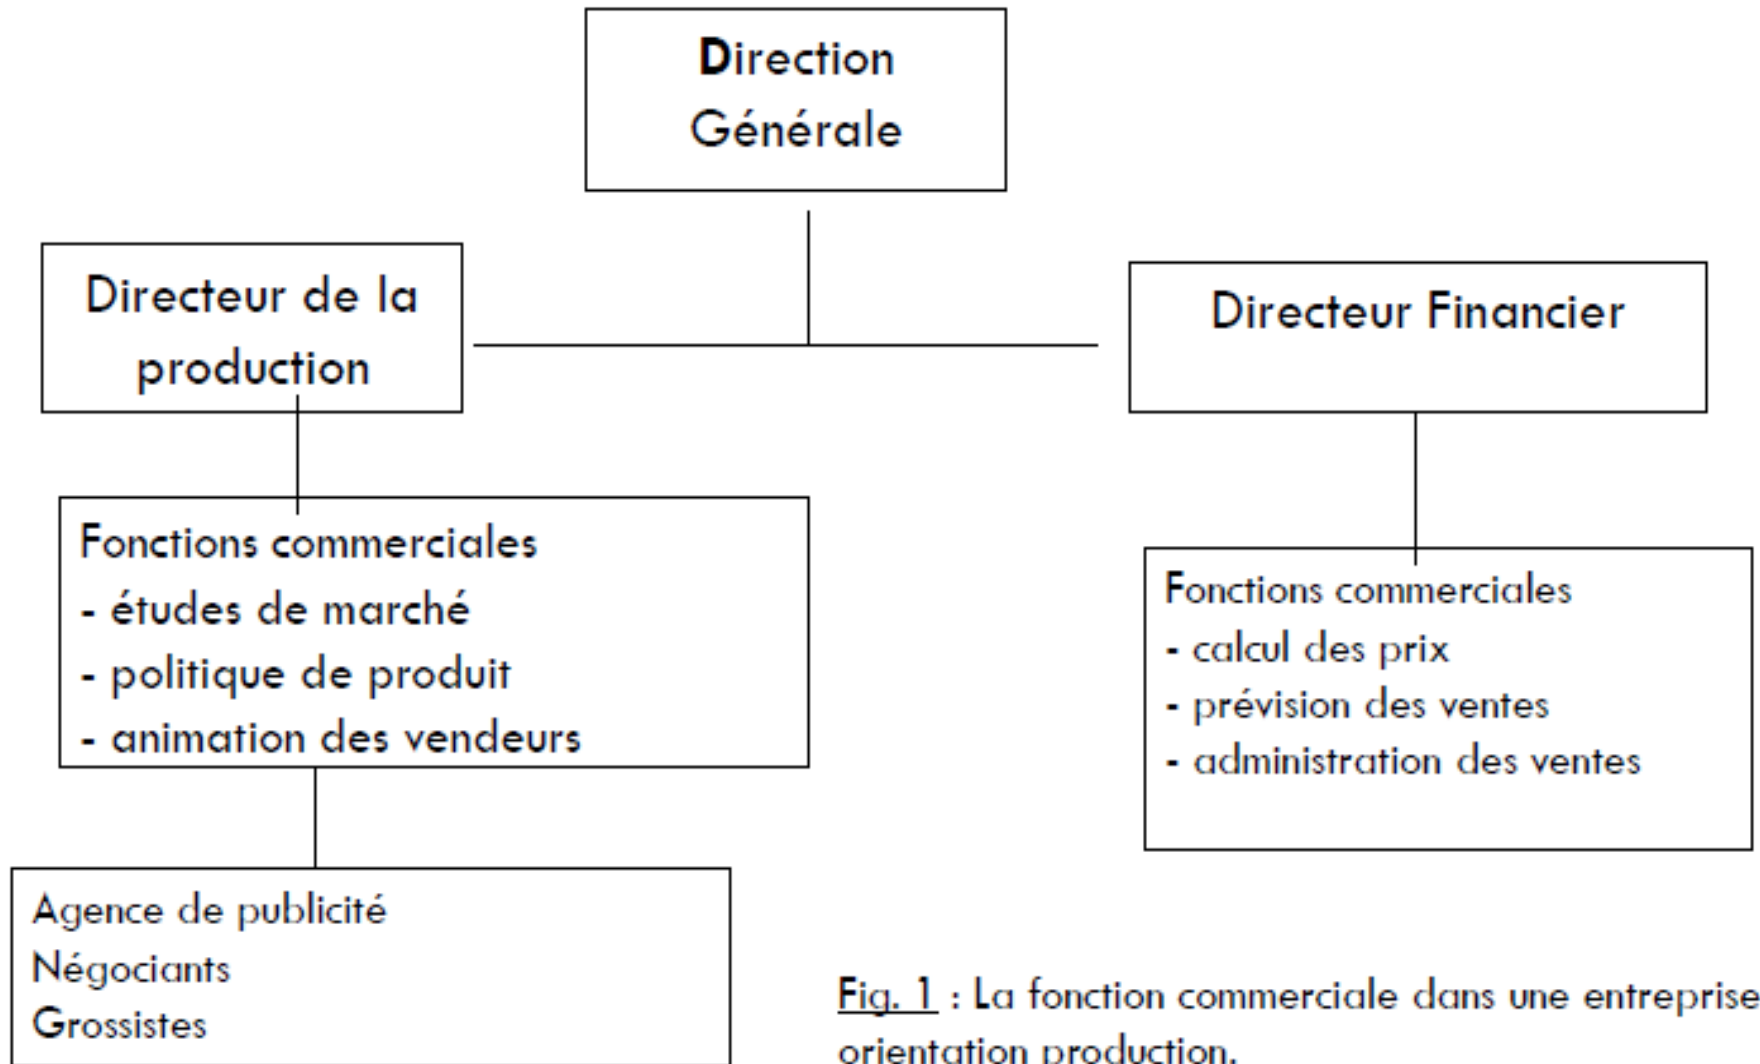 Direction
Générale
Directeur de la
production
Directeur Financier
Fonctions commerciales
- études de marché
- politique de produit
- animation des vendeurs
Fonctions commerciales
- calcul des prix
- prévision des ventes
- administration des ventes
Agence de publicité
Négociants
Grossistes
Fig. 1 : La fonction commerciale dans une entreprise
orientation production.